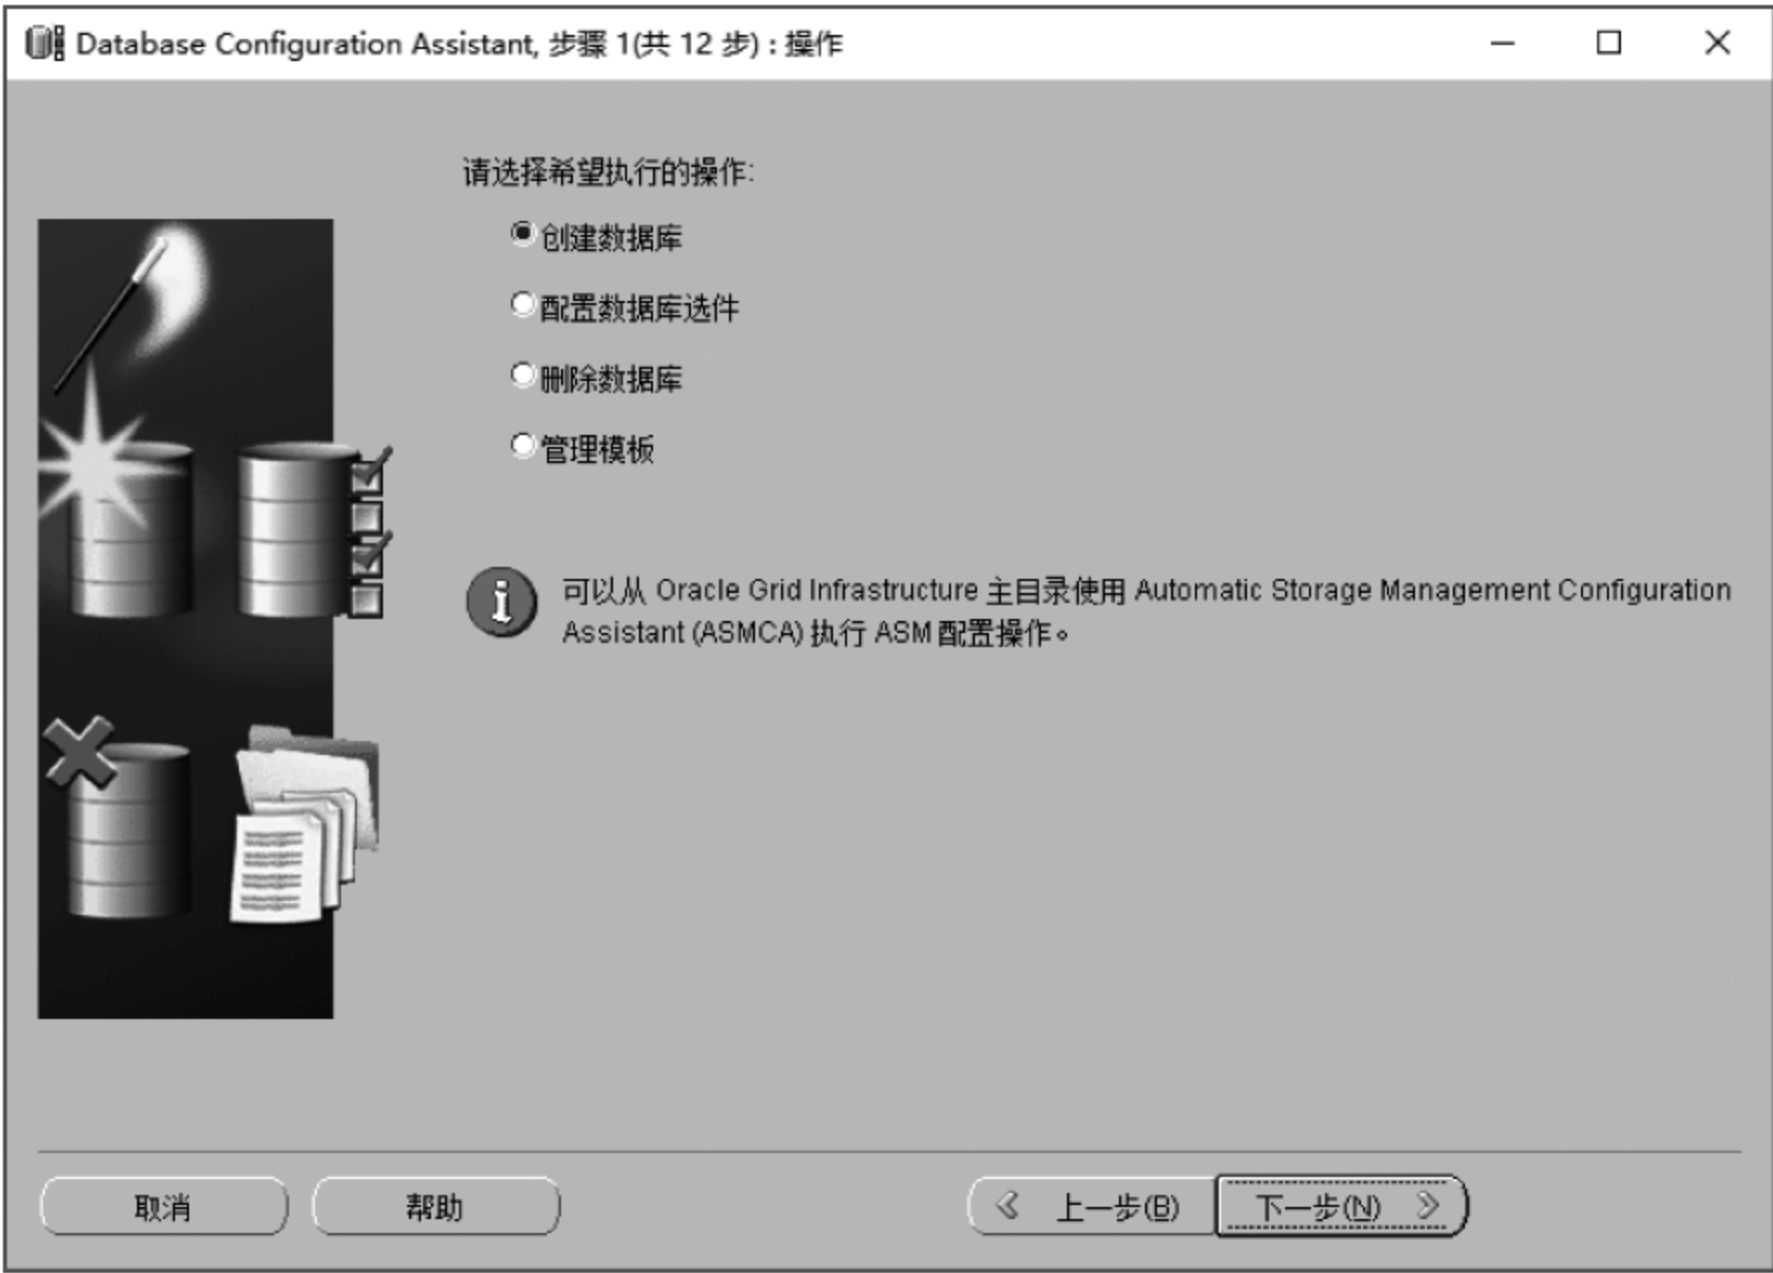 Database Configuration Assistant, 步骤 1(共 12 步) : 操作
请选择希望执行的操作:
创建数据库
配置数据库选件
删除数据库
管理模板
可以从 Oracle Grid Infrastructure 主目录使用 Automatic Storage Management Configuration
Assistant (ASMCA) 执行 ASM 配置操作。
取消
帮助
上一步(B)
下一步(N)